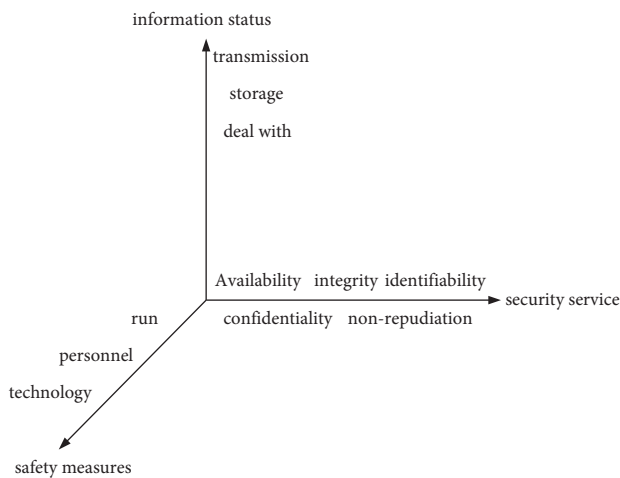 information status
transmission
storage
deal with
Availability integrity identifiability
security service
run
confidentiality non-repudiation
personnel
technology
safety measures